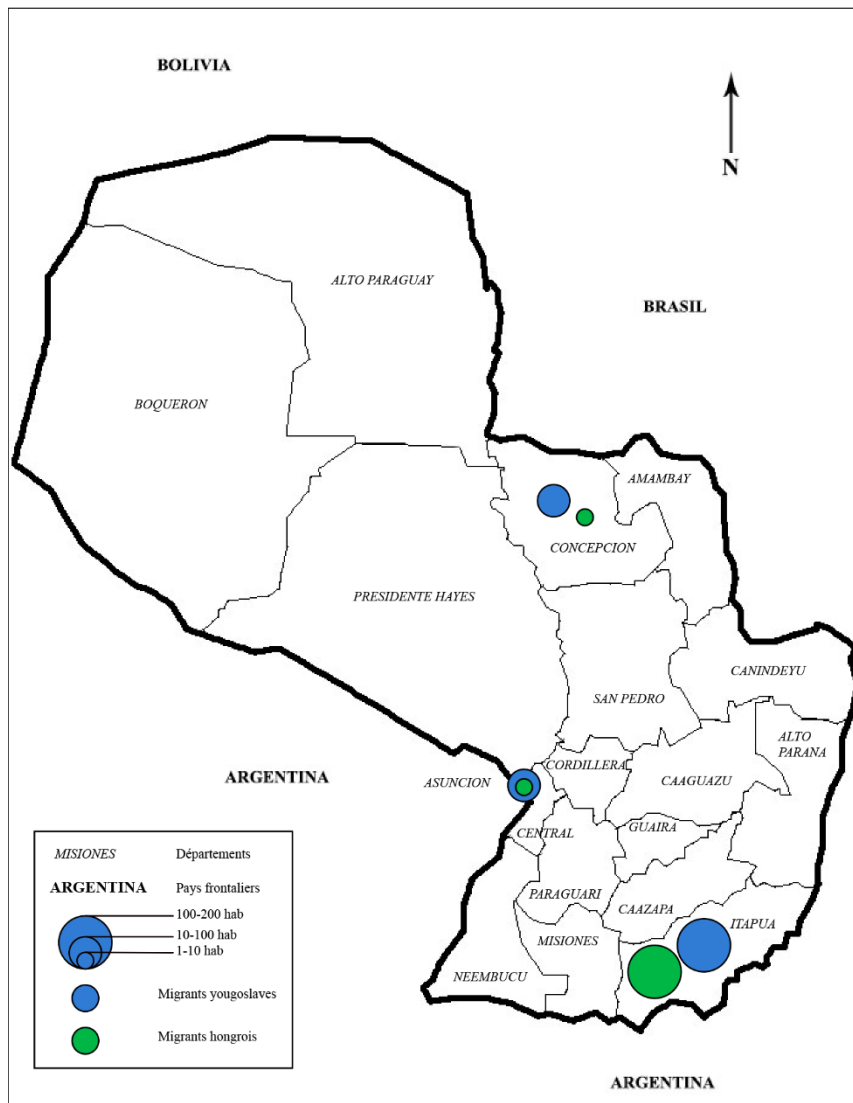 BOLIVIA
N
ALTO PARAGUAY
BRASIL
BOQUERON
AMAMBAY
CONCEPCION
PRESIDENTE HAYES
CANINDEYU
SAN PEDRO
ALTO
PARANA
CORDILLERA
ARGENTINA
ASUNCION
CAAGUAZU
CENTRAL
GUAIRA
PARAGUARI
CAAZAPA
ITAPUA
MISIONES
NEEMBUCU
ARGENTINA
MISIONES Départements
ARGENTINA Pays frontaliers
100-200 hab
10-100 hab
1-10 hab
Migrants yougoslaves
Migrants hongrois